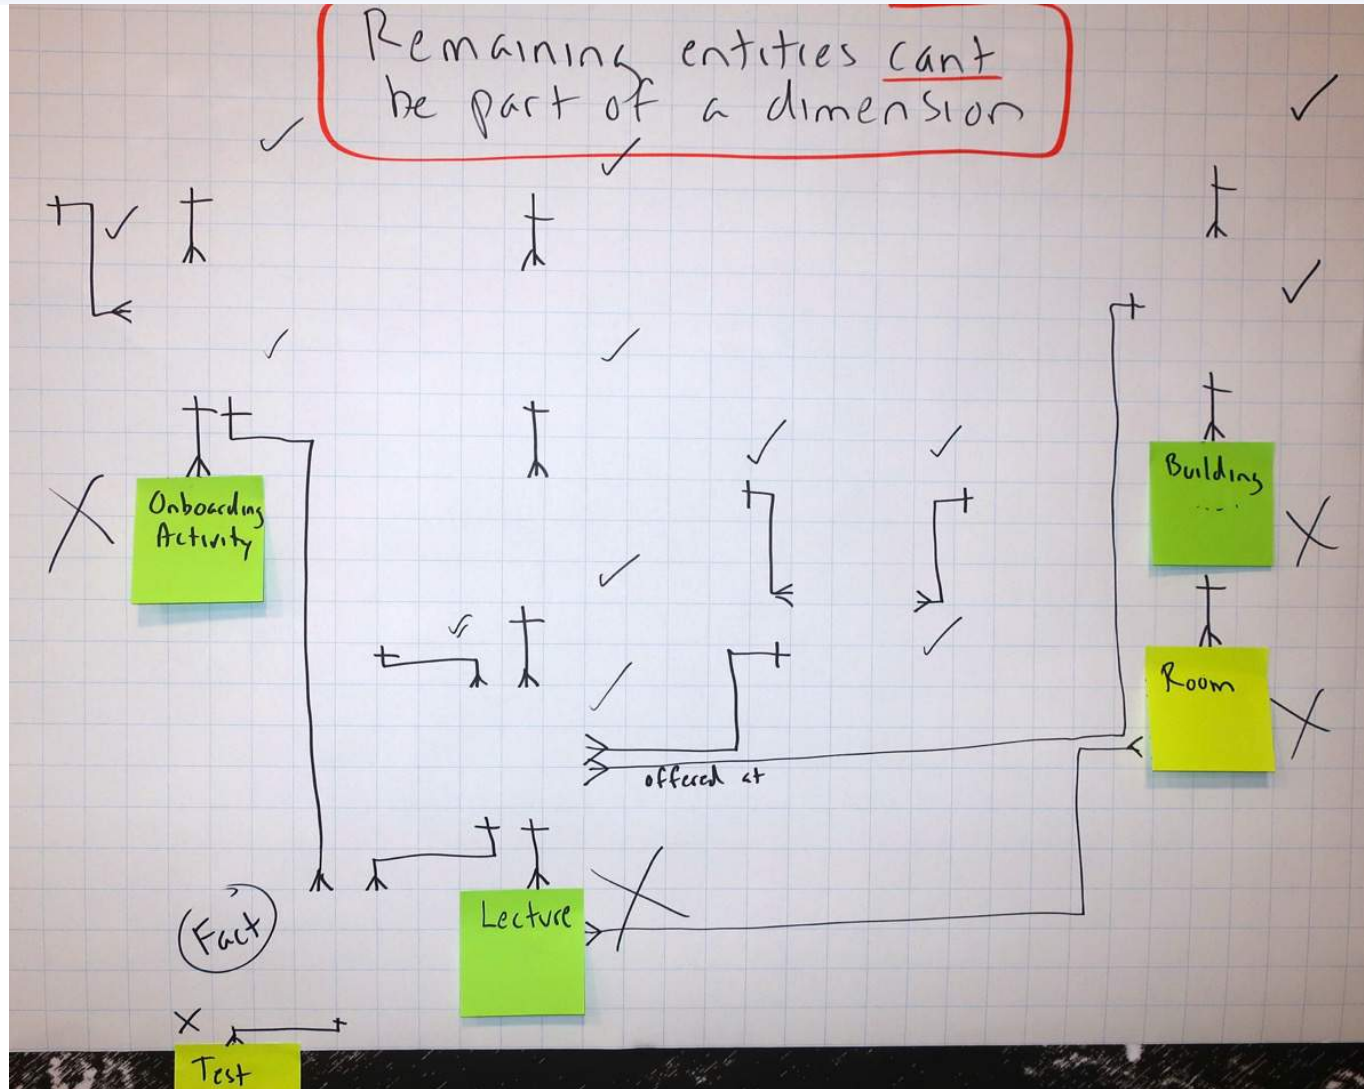 Remaining entities cant
be part of a dimension
Onboarding
Activity
Building
Room
offered at
Lecture
Fact
Test